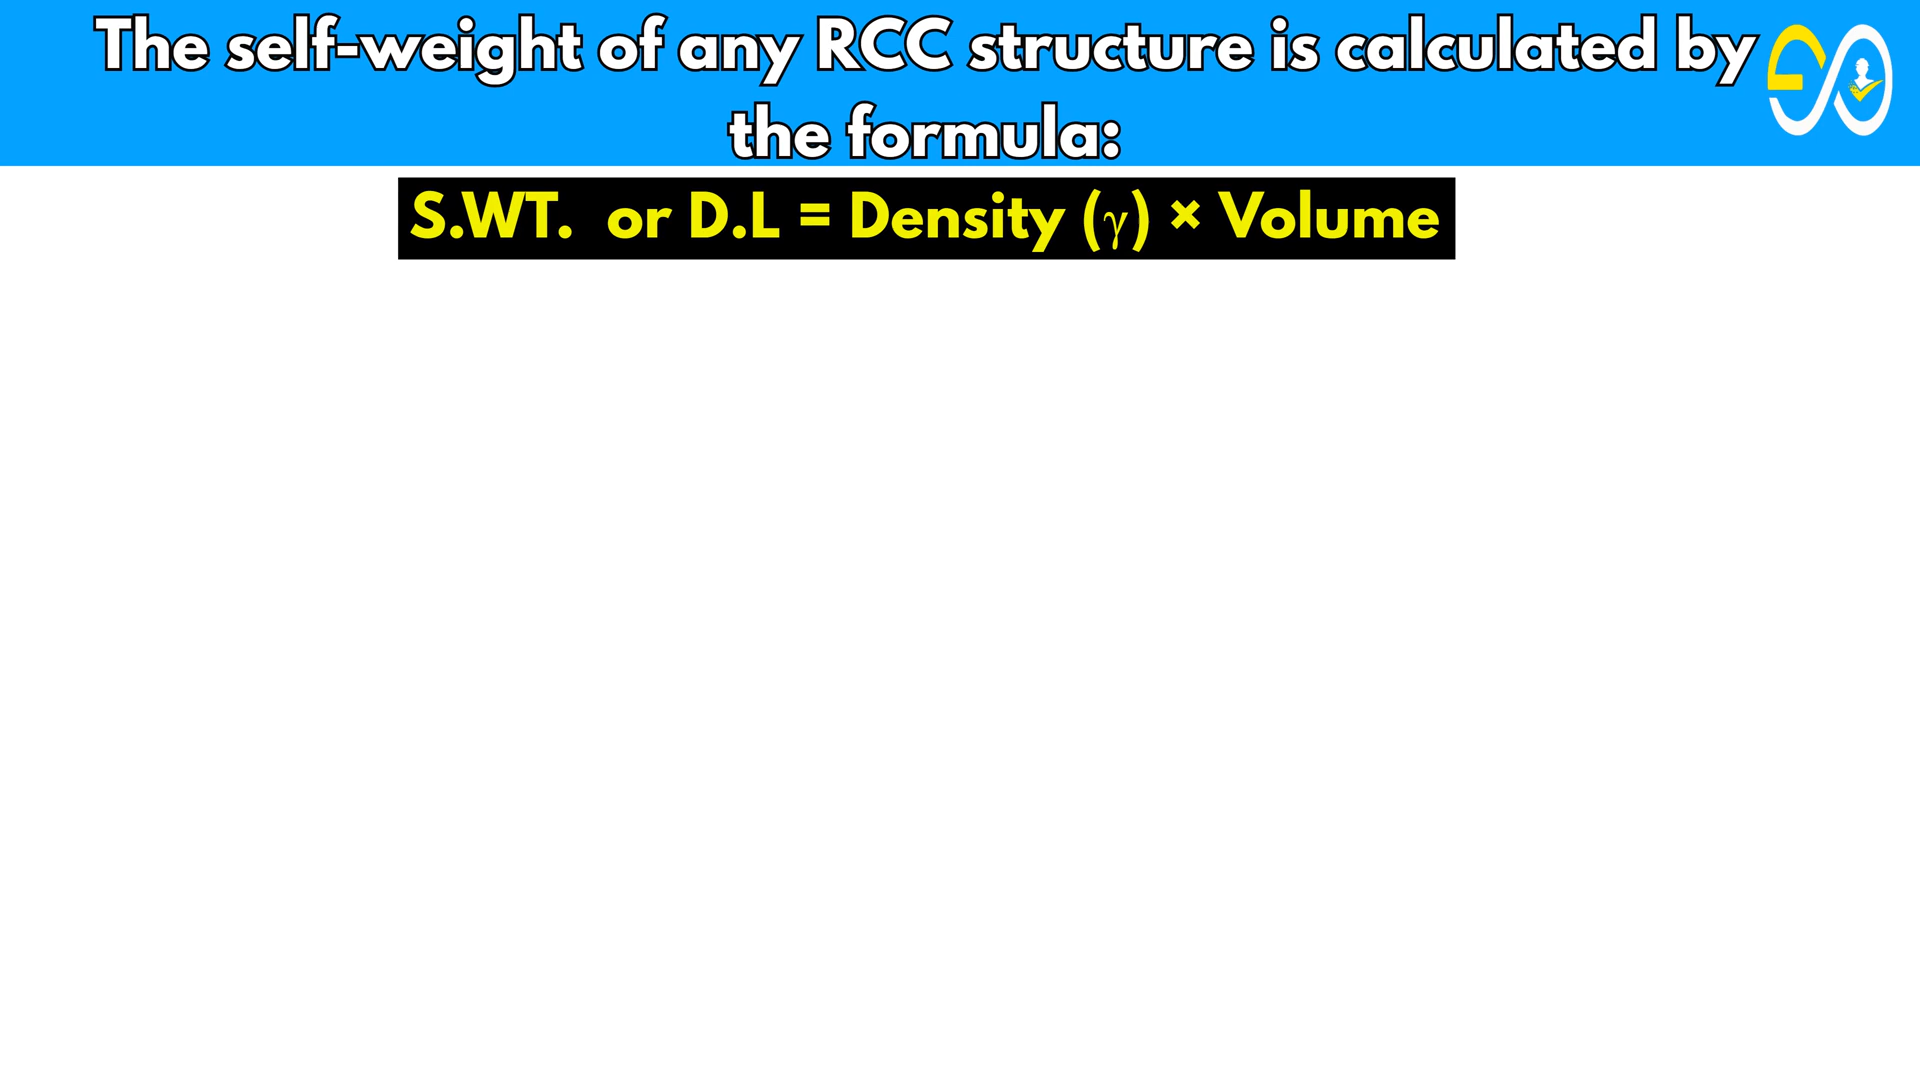 The self-weight of any RCC structure is calculated by
the formula:
S.WT. or D.L = Density (γ) × Volume